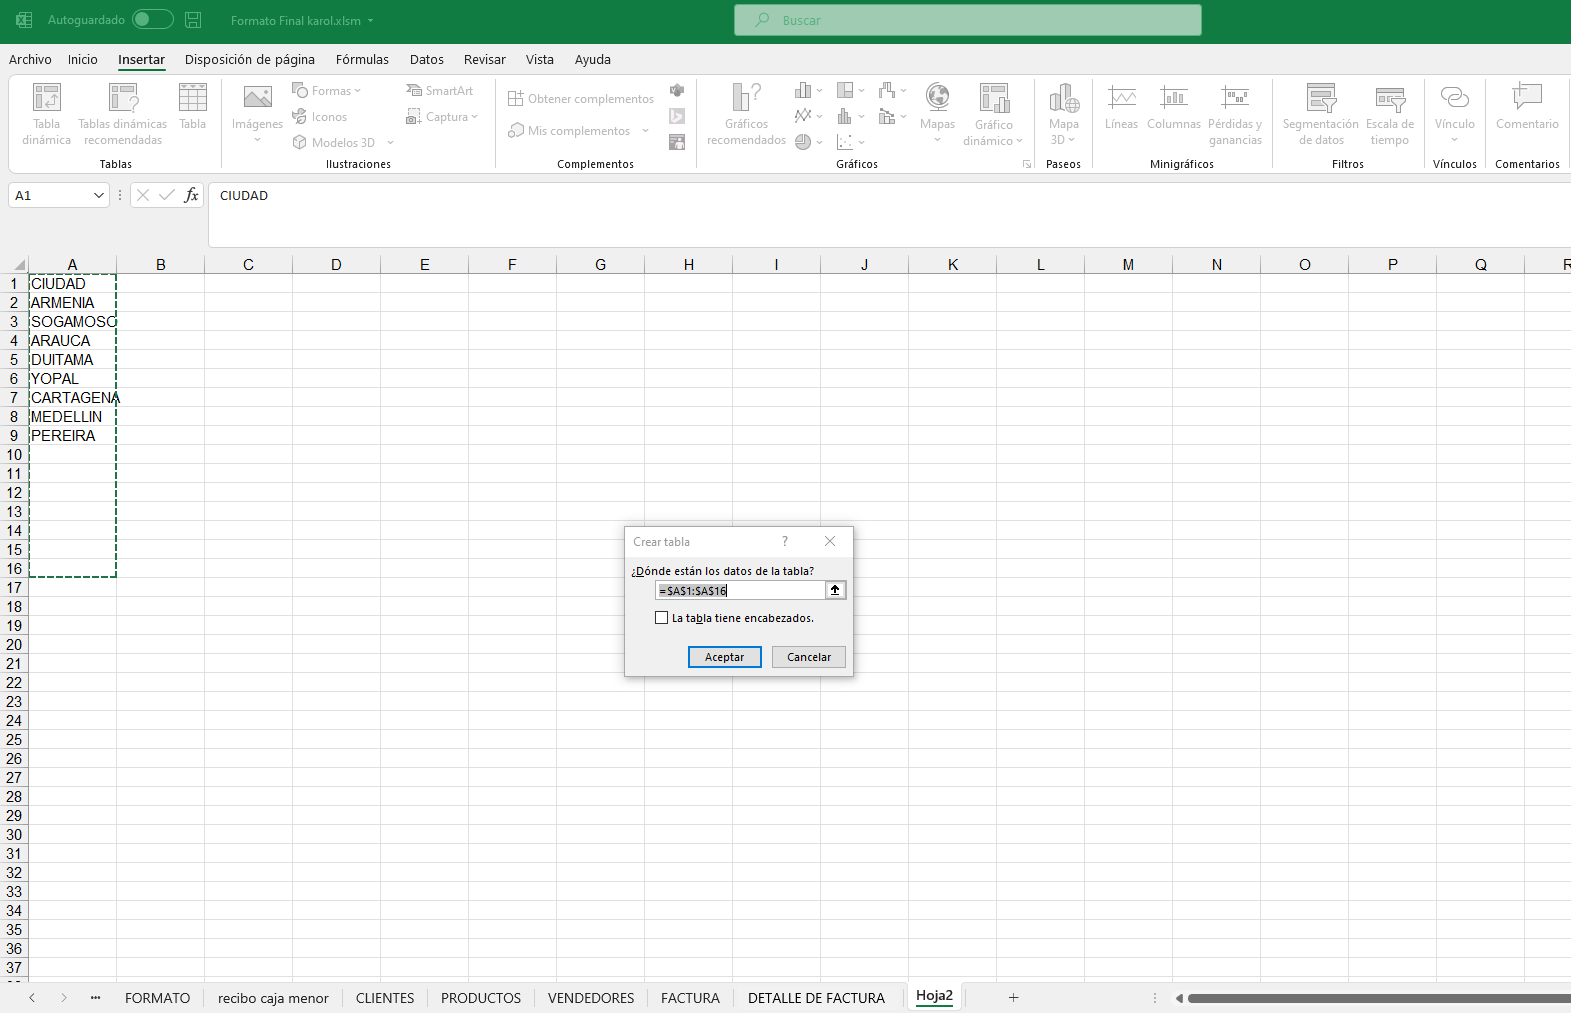 Autoguardado
Formato Final karol.xlsm
Buscar
Archivo Inicio Insertar Disposición de página Fórmulas Datos Revisar Vista Ayuda
Tabla dinámica
Tablas dinámicas recomendadas
Tabla
Tablas
Imágenes
Formas
Iconos
Modelos 3D
SmartArt
Captura
Ilustraciones
Obtener complementos
Mis complementos
Complementos
Gráficos recomendados
Mapas
Gráfico dinámico
Gráficos
Mapa 3D
Paseos
Líneas
Columnas
Pérdidas y ganancias
Minigráficos
Segmentación de datos
Escala de tiempo
Filtros
Vínculo
Vínculos
Comentario
Comentarios
A1
fx
CIUDAD
A B C D E F G H I J K L M N O P Q R
1 CIUDAD
2 ARMENIA
3 SOGAMOSO
4 ARAUCA
5 DUITAMA
6 YOPAL
7 CARTAGENA
8 MEDELLIN
9 PEREIRA
10
11
12
13
14
15
16
17
18
19
20
21
22
23
24
25
26
27
28
29
30
31
32
33
34
35
36
37
Crear tabla ?
¿Dónde están los datos de la tabla?
=$A$1:$A$16
La tabla tiene encabezados.
Aceptar Cancelar
... FORMATO recibo caja menor CLIENTES PRODUCTOS VENDEDORES FACTURA DETALLE DE FACTURA Hoja2 +